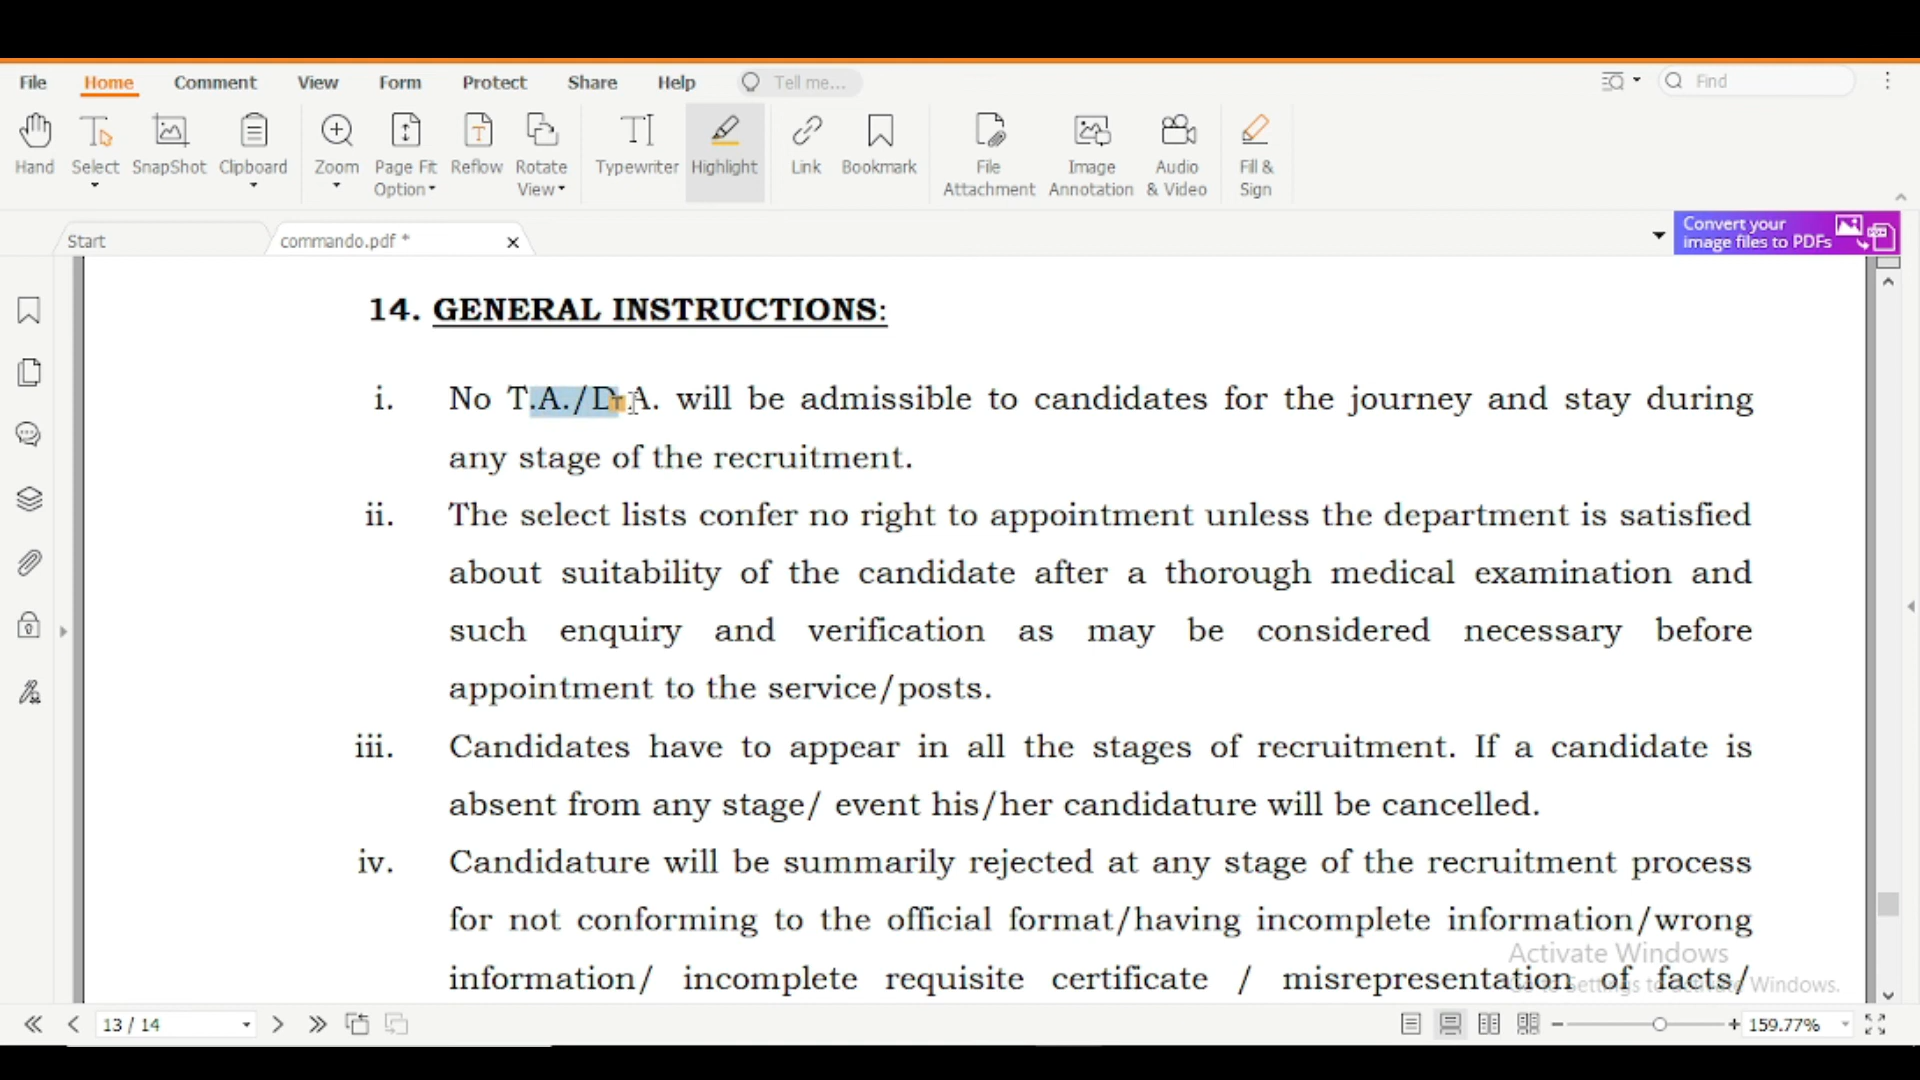 File Home Comment View Form Protect Share Help Tell me... Find
Hand Select SnapShot Clipboard Zoom Page Fit Option Reflow Rotate View Typewriter Highlight Link Bookmark File Attachment Image Annotation Audio & Video Fill & Sign
Start commando.pdf *
Convert your
image files to PDFs
14. GENERAL INSTRUCTIONS:
i. No T.A./D.A. will be admissible to candidates for the journey and stay during
any stage of the recruitment.
ii. The select lists confer no right to appointment unless the department is satisfied
about suitability of the candidate after a thorough medical examination and
such enquiry and verification as may be considered necessary before
appointment to the service/posts.
iii. Candidates have to appear in all the stages of recruitment. If a candidate is
absent from any stage/ event his/her candidature will be cancelled.
iv. Candidature will be summarily rejected at any stage of the recruitment process
for not conforming to the official format/having incomplete information/wrong
Activate Windows
information/ incomplete requisite certificate / misrepresentation of facts/
Go to Settings to activate Windows.
13 / 14 159.77%